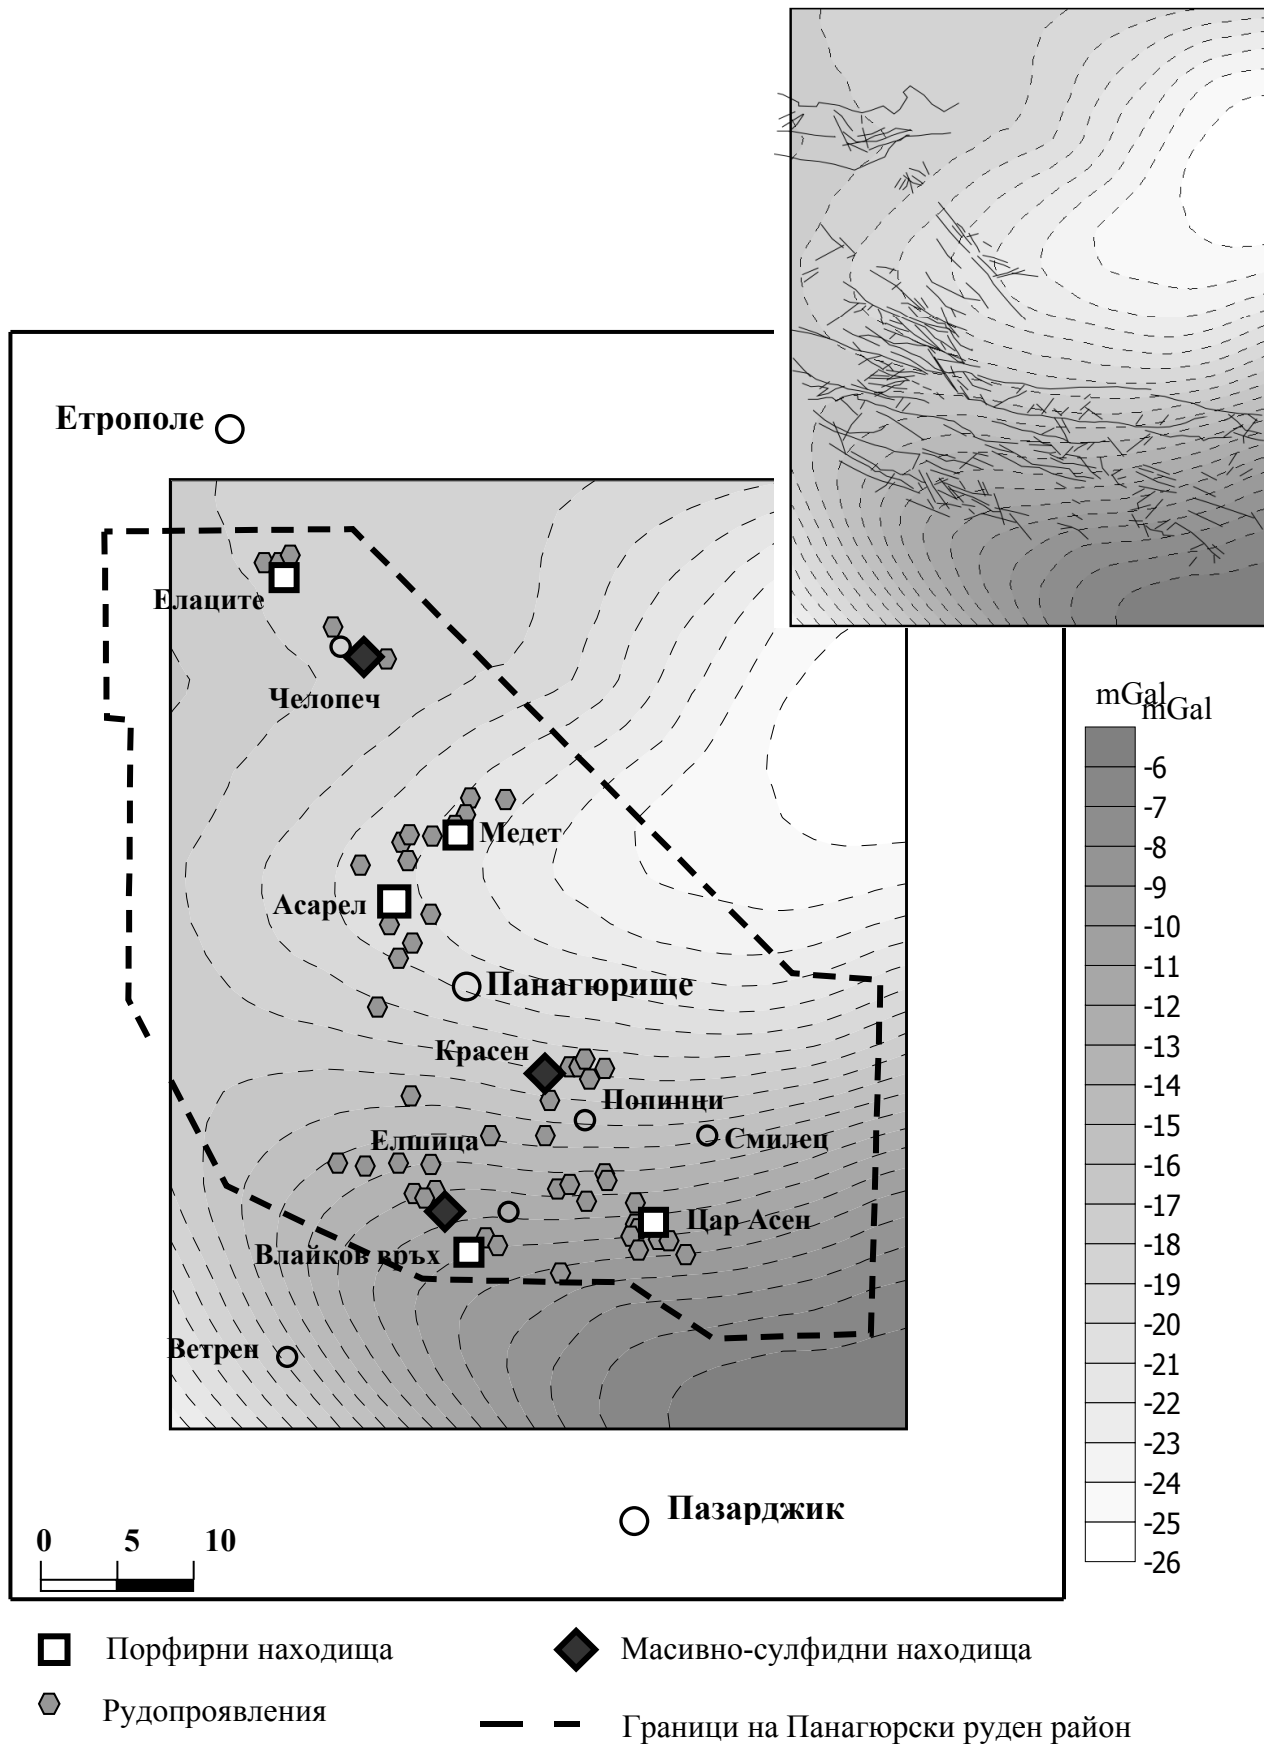 Етрополе
Елаците
Челопеч
mGal
mGal
-6
-7
-8
-9
-10
-11
-12
-13
-14
-15
-16
-17
-18
-19
-20
-21
-22
-23
-24
-25
-26
Медет
Асарел
Панагюрище
Красен
Попинци
Елшица
Смилец
Цар Асен
Влайков връх
Ветрен
Пазарджик
0 5 10
Порфирни находища
Масивно-сулфидни находища
Рудопроявления
Граници на Панагюрски руден район